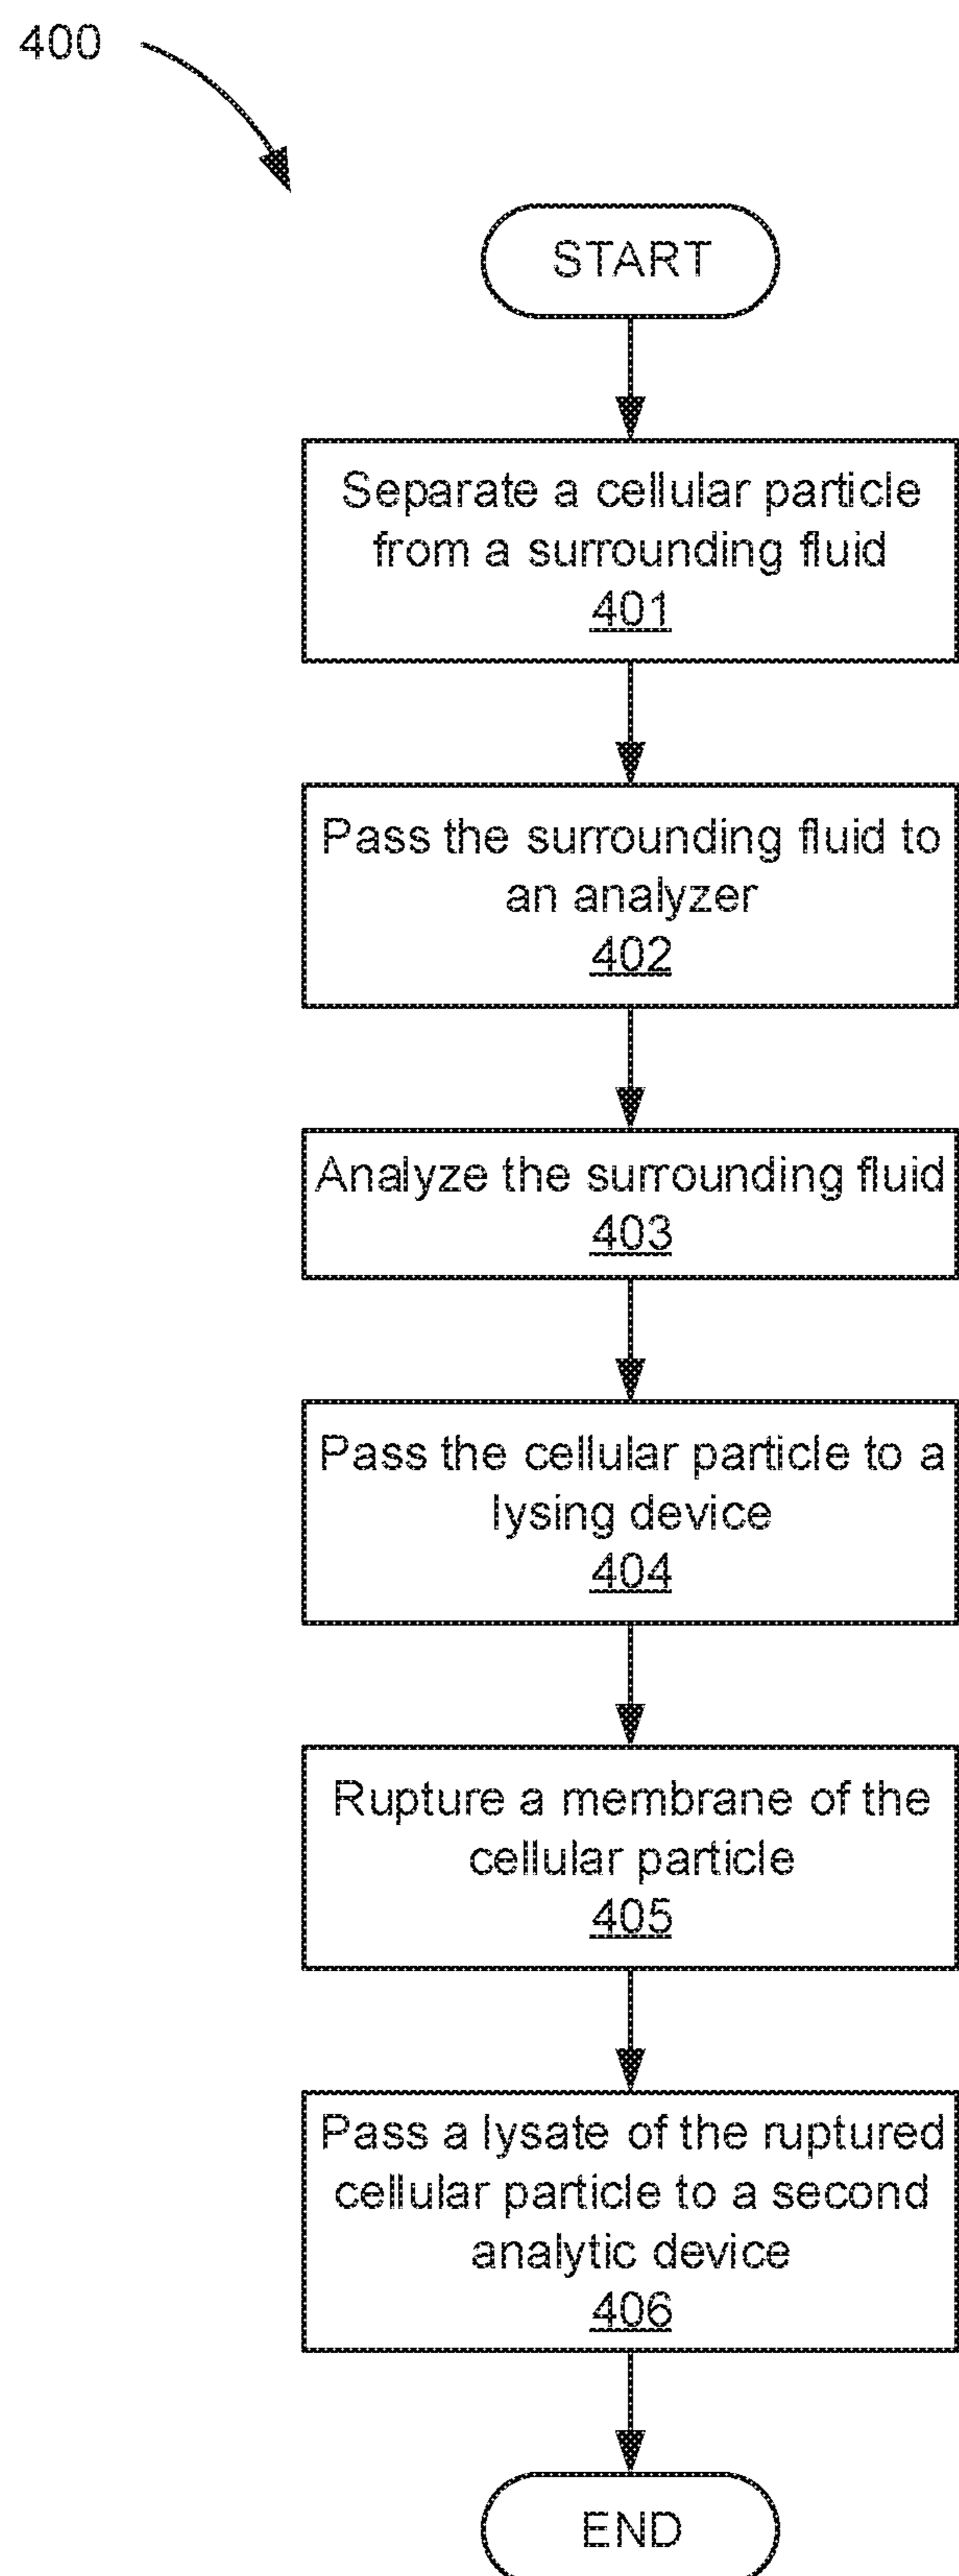 400
START
Separate a cellular particle
from a surrounding fluid
401
Pass the surrounding fluid to
an analyzer
402
Analyze the surrounding fluid
403
Pass the cellular particle to a
lysing device
404
Rupture a membrane of the
cellular particle
405
Pass a lysate of the ruptured
cellular particle to a second
analytic device
406
END